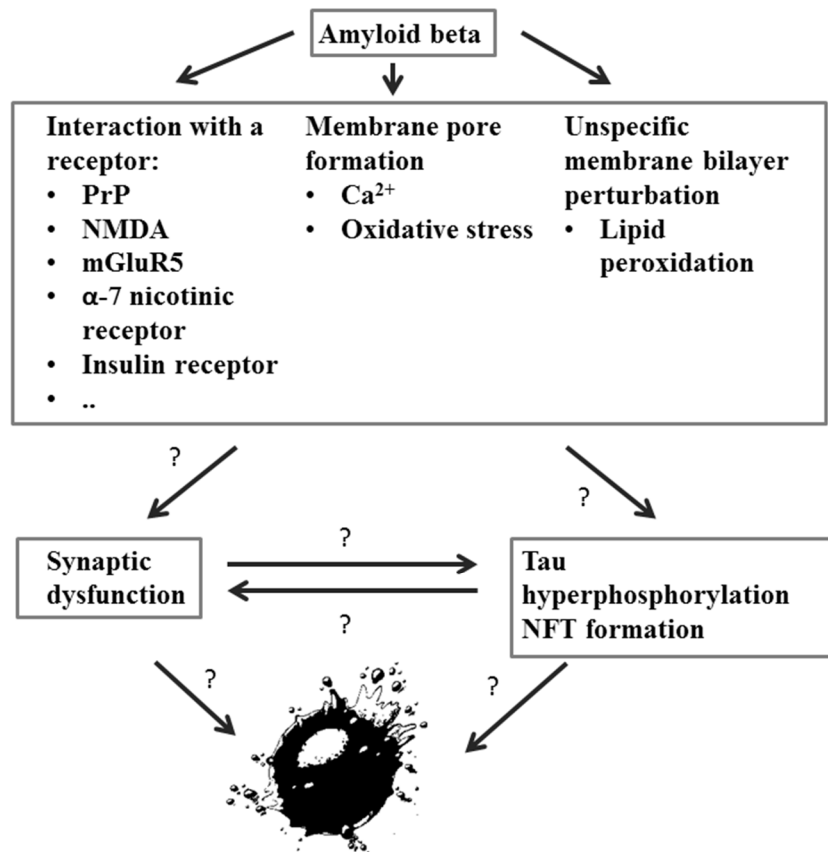 Amyloid beta
Interaction with a
receptor:
• PrP
• NMDA
• mGluR5
• α-7 nicotinic
receptor
• Insulin receptor
• ..
Membrane pore
formation
• Ca²⁺
• Oxidative stress
Unspecific
membrane bilayer
perturbation
• Lipid
peroxidation
?
?
Synaptic
dysfunction
?
?
Tau
hyperphosphorylation
NFT formation
?
?